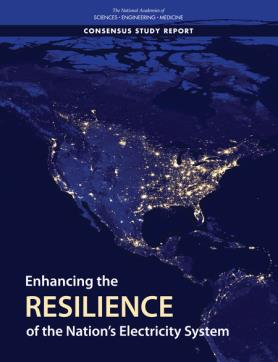 The National Academies of
SCIENCES · ENGINEERING · MEDICINE
CONSENSUS STUDY REPORT
Enhancing the
RESILIENCE
of the Nation's Electricity System